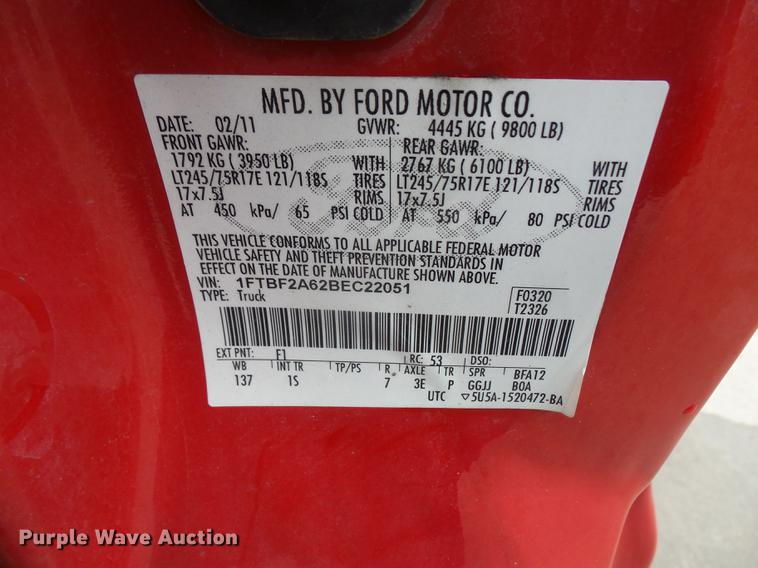 MFD. BY FORD MOTOR CO.
DATE: 02/11 GVWR: 4445 KG ( 9800 LB)
FRONT GAWR: REAR GAWR:
1792 KG ( 3950 LB) WITH 2767 KG ( 6100 LB) WITH
LT245/75R17E 121/118S TIRES LT245/75R17E 121/118S TIRES
17x7.5J RIMS 17x7.5J RIMS
AT 450 kPa/ 65 PSI COLD AT 550 kPa/ 80 PSI COLD
THIS VEHICLE CONFORMS TO ALL APPLICABLE FEDERAL MOTOR
VEHICLE SAFETY AND THEFT PREVENTION STANDARDS IN
EFFECT ON THE DATE OF MANUFACTURE SHOWN ABOVE.
VIN: 1FTBF2A62BEC22051
TYPE: Truck
F0320
T2326
EXT PNT: F1 RC: 53 DSO:
WB INT TR TP/PS R AXLE TR SPR BFA12
137 1S 7 3E P GGJJ BOA
UTC ▽5U5A-1520472-BA
Ford
Purple Wave Auction